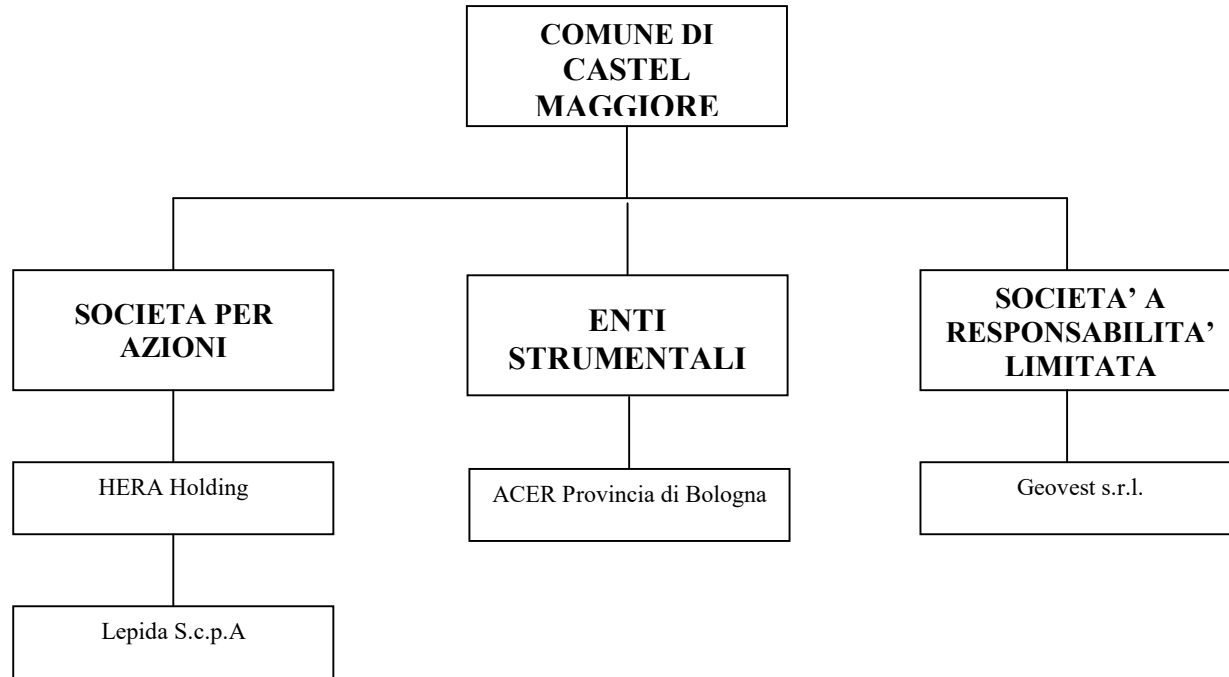 COMUNE DI
CASTEL
MAGGIORE
SOCIETA PER
AZIONI
ENTI
STRUMENTALI
SOCIETA’ A
RESPONSABILITA’
LIMITATA
HERA Holding
ACER Provincia di Bologna
Geovest s.r.l.
Lepida S.c.p.A